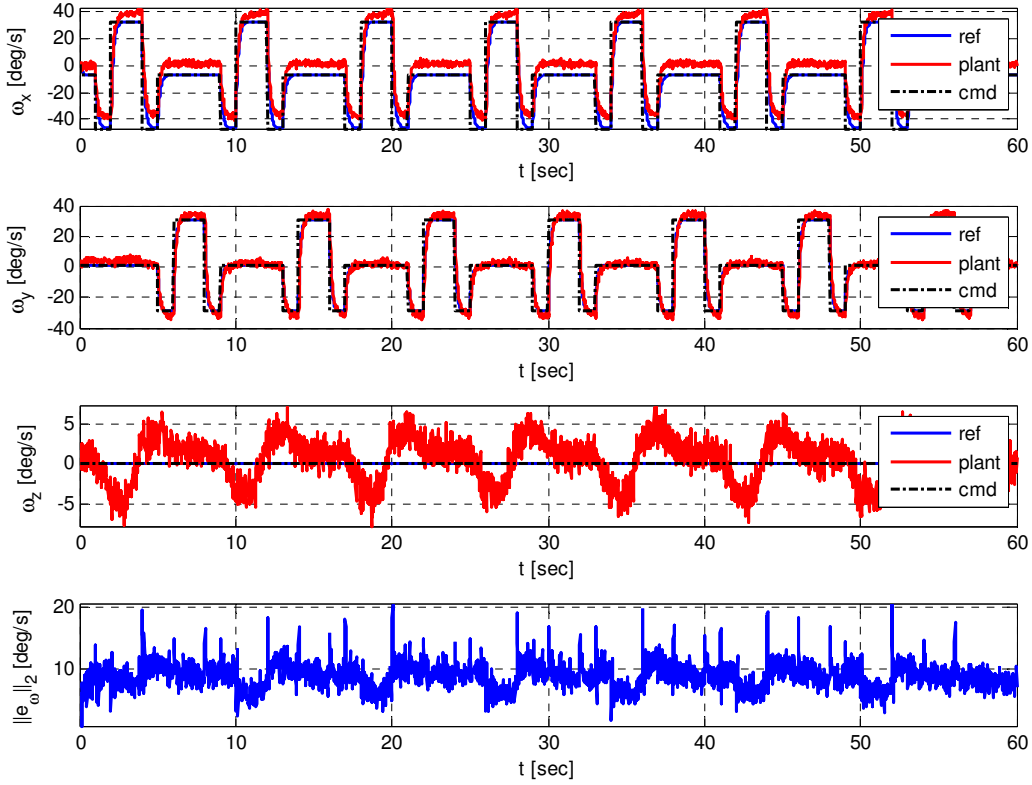 40
20
0
-20
-40
ω_x [deg/s]
ref
plant
cmd
0 10 20 30 40 50 60
t [sec]
40
20
0
-20
-40
ω_y [deg/s]
ref
plant
cmd
0 10 20 30 40 50 60
t [sec]
5
0
-5
ω_z [deg/s]
ref
plant
cmd
0 10 20 30 40 50 60
t [sec]
20
10
||e_ω||_2 [deg/s]
0 10 20 30 40 50 60
t [sec]